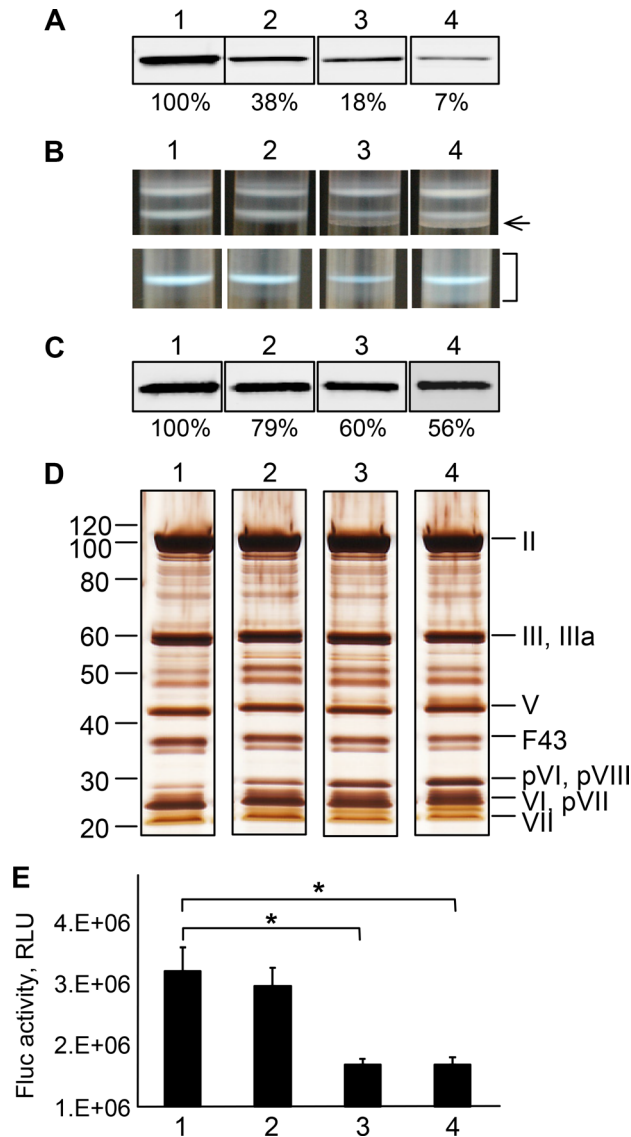 A
1 2 3 4
100% 38% 18% 7%
B
1 2 3 4
C
1 2 3 4
100% 79% 60% 56%
D
1 2 3 4
120
100
80
60
50
40
30
20
II
III, IIIa
V
F43
pVI, pVIII
VI, pVII
VII
E
Fluc activity, RLU
4.E+06
3.E+06
2.E+06
1.E+06
*
*
1 2 3 4